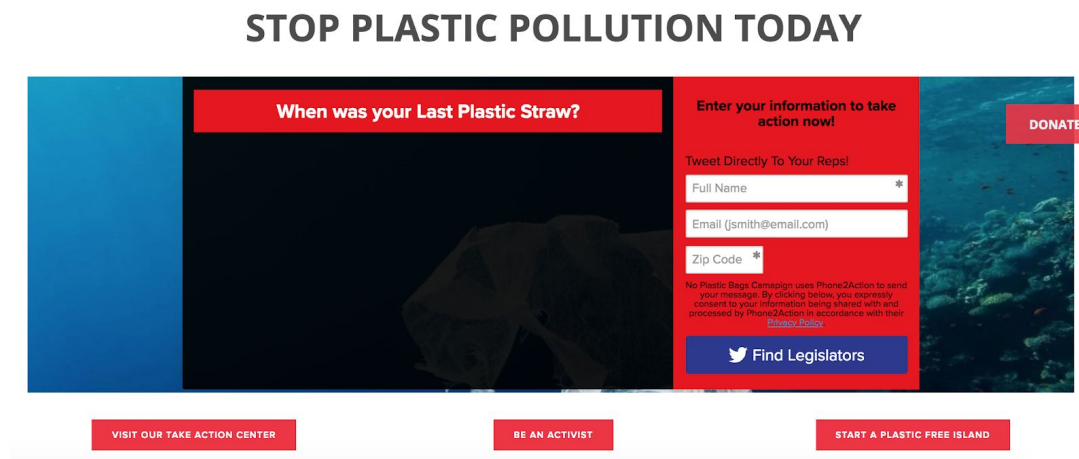 STOP PLASTIC POLLUTION TODAY
When was your Last Plastic Straw?
Enter your information to take
action now!
DONATE
Tweet Directly To Your Reps!
Full Name *
Email (jsmith@email.com)
Zip Code *
No Plastic Bags Camapign uses Phone2Action to send
your message. By clicking below, you expressly
consent to your information being shared with and
processed by Phone2Action in accordance with their
Privacy Policy
Find Legislators
VISIT OUR TAKE ACTION CENTER
BE AN ACTIVIST
START A PLASTIC FREE ISLAND